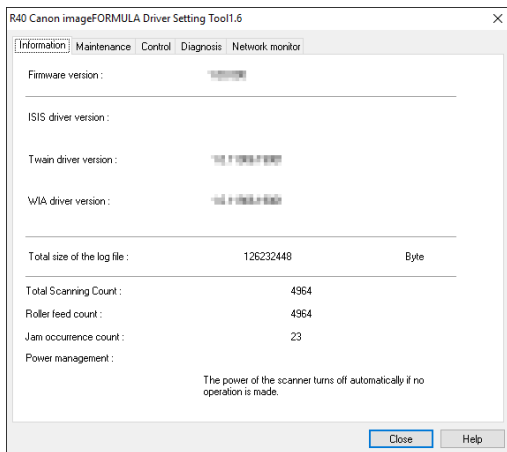 R40 Canon imageFORMULA Driver Setting Tool1.6
Information Maintenance Control Diagnosis Network monitor
Firmware version :
ISIS driver version :
Twain driver version :
WIA driver version :
Total size of the log file : 126232448 Byte
Total Scanning Count : 4964
Roller feed count : 4964
Jam occurrence count : 23
Power management :
The power of the scanner turns off automatically if no
operation is made.
Close Help